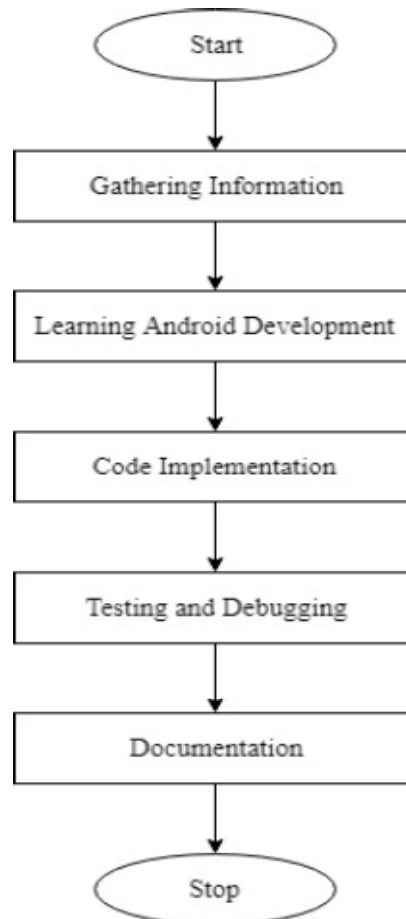 Start
Gathering Information
Learning Android Development
Code Implementation
Testing and Debugging
Documentation
Stop